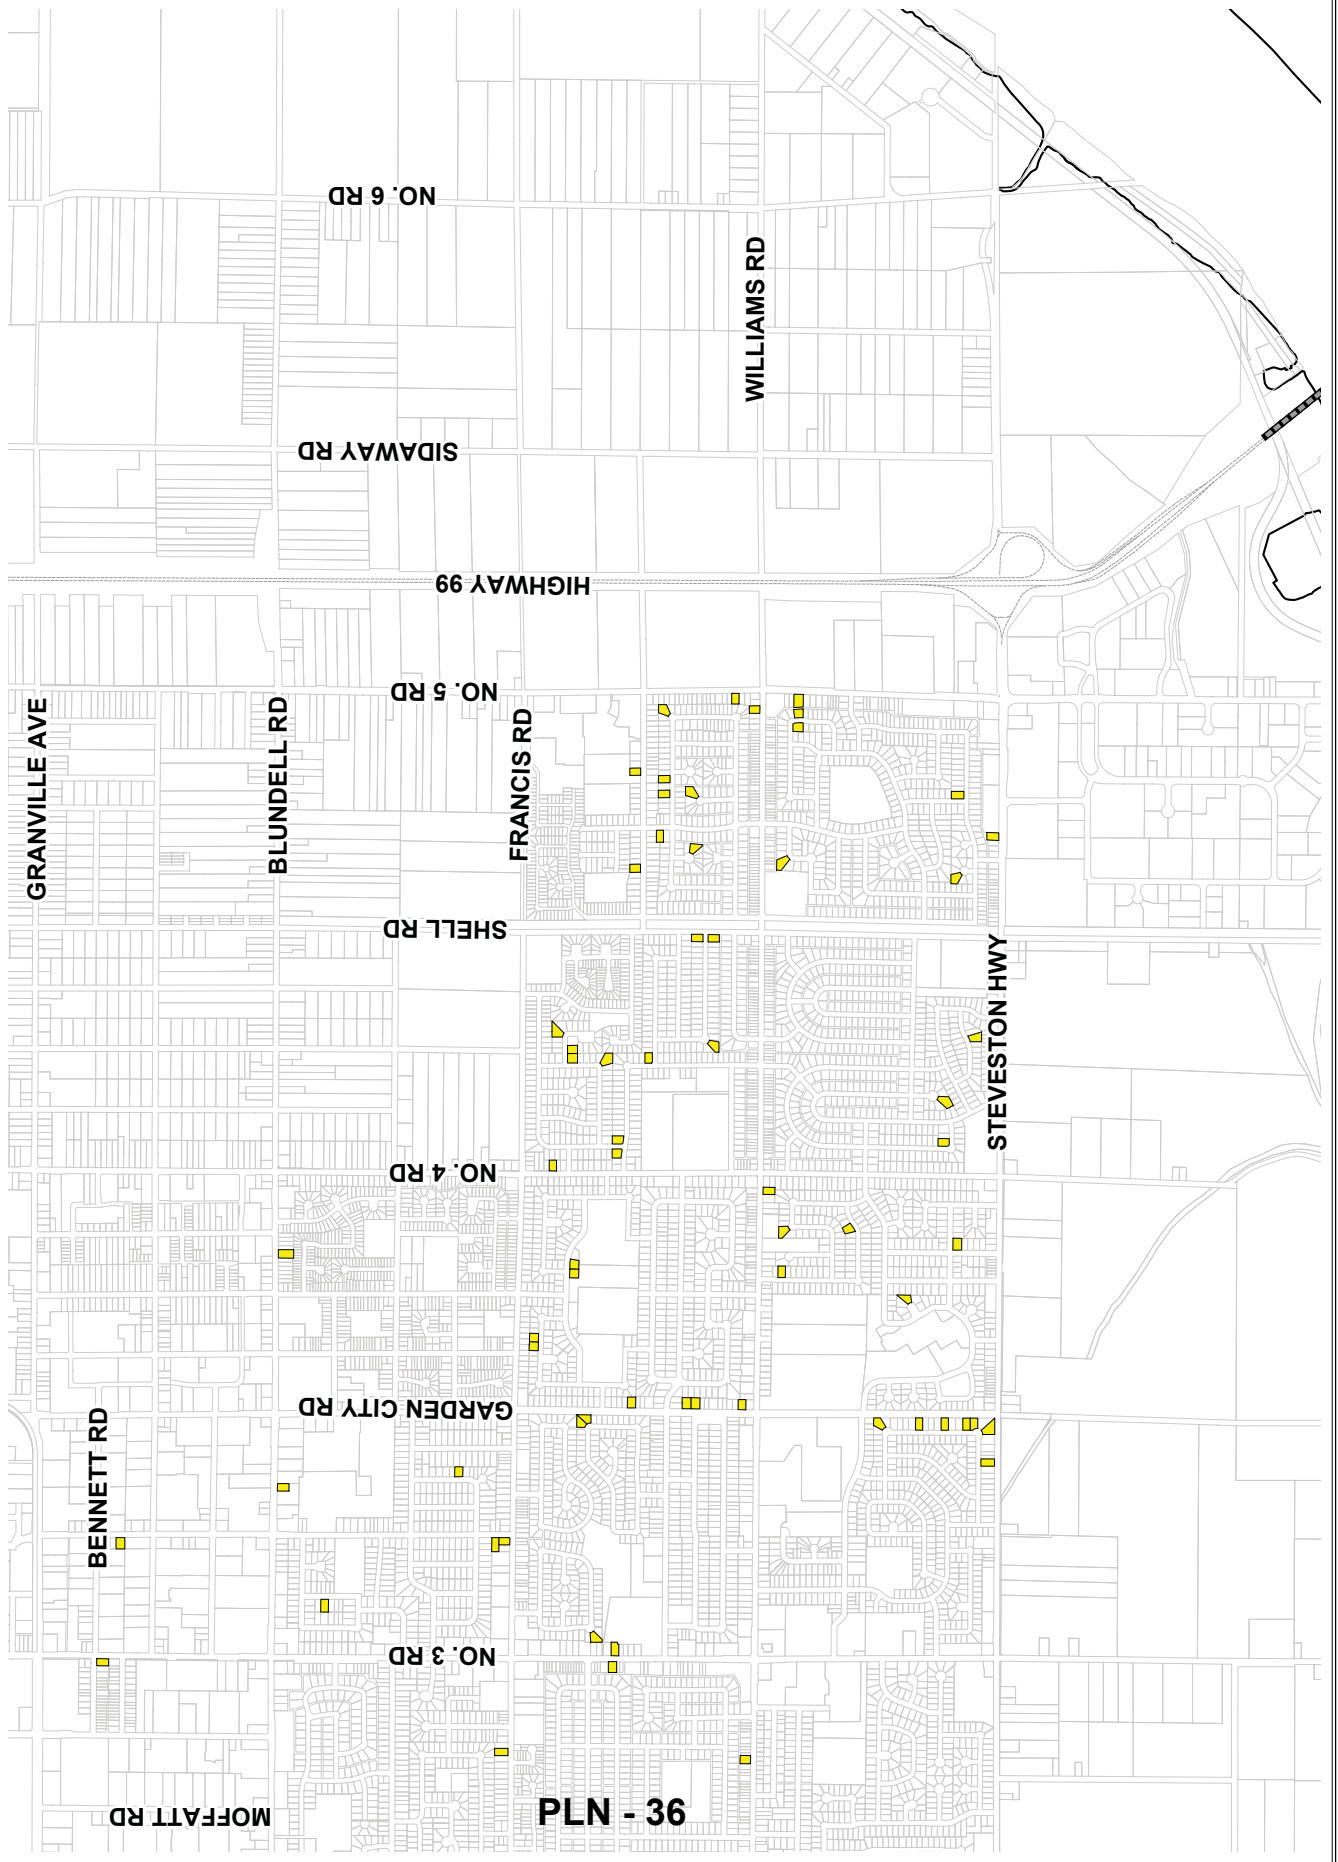 NO. 6 RD
WILLIAMS RD
SIDAWAY RD
HIGHWAY 99
NO. 5 RD
GRANVILLE AVE
BLUNDELL RD
FRANCIS RD
SHELL RD
STEVESTON HWY
NO. 4 RD
GARDEN CITY RD
BENNETT RD
NO. 3 RD
MOFFATT RD
PLN - 36